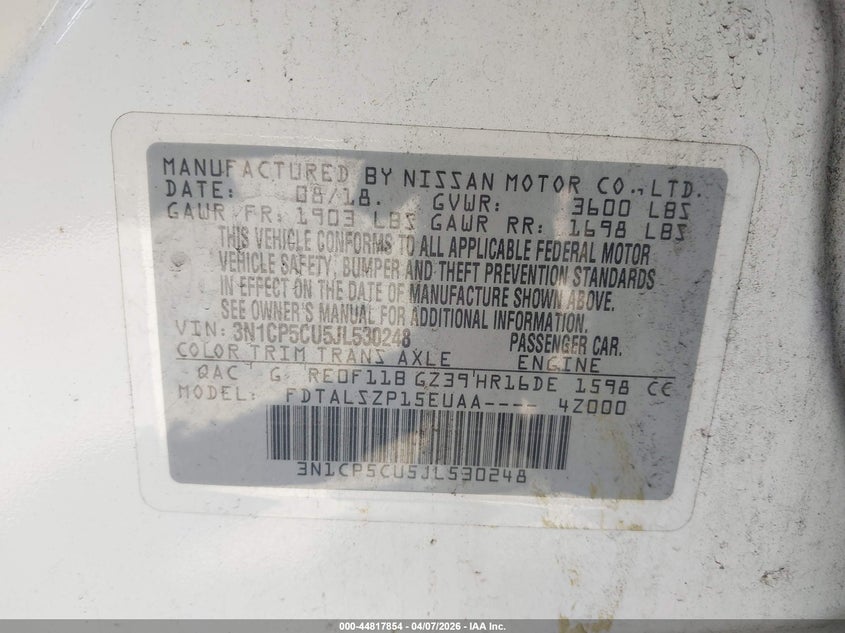 MANUFACTURED BY NISSAN MOTOR CO., LTD.
DATE: 08/18. GVWR: 3600 LBS
GAWR FR: 1903 LBS GAWR RR: 1698 LBS
THIS VEHICLE CONFORMS TO ALL APPLICABLE FEDERAL MOTOR
VEHICLE SAFETY, BUMPER AND THEFT PREVENTION STANDARDS
IN EFFECT ON THE DATE OF MANUFACTURE SHOWN ABOVE.
SEE OWNER'S MANUAL FOR ADDITIONAL INFORMATION.
VIN: 3N1CP5CU5JL530248 PASSENGER CAR.
COLOR TRIM TRANS AXLE ENGINE
QAC G RE0F11B GZ39 HR16DE 1598 CC
MODEL: FDTALSZP15EUAA---- 4Z000
3N1CP5CU5JL530248
000-44817854 - 04/07/2026 - IAA Inc.